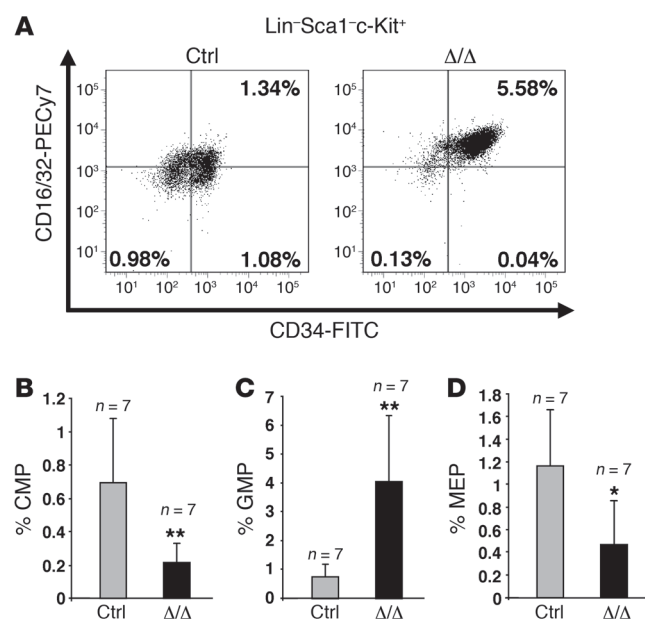 A
Lin⁻Sca1⁻c-Kit⁺
Ctrl
Δ/Δ
CD16/32-PECy7
10⁵
10⁴
10³
10²
10¹
1.34%
0.98%
1.08%
10¹ 10² 10³ 10⁴ 10⁵
10⁵
10⁴
10³
10²
10¹
5.58%
0.13%
0.04%
10¹ 10² 10³ 10⁴ 10⁵
CD34-FITC
B
% CMP
1.2
1
0.8
0.6
0.4
0.2
0
n = 7
n = 7
**
Ctrl
Δ/Δ
C
% GMP
7
6
5
4
3
2
1
0
n = 7
n = 7
**
Ctrl
Δ/Δ
D
% MEP
1.8
1.6
1.4
1.2
1
0.8
0.6
0.4
0.2
0
n = 7
n = 7
*
Ctrl
Δ/Δ